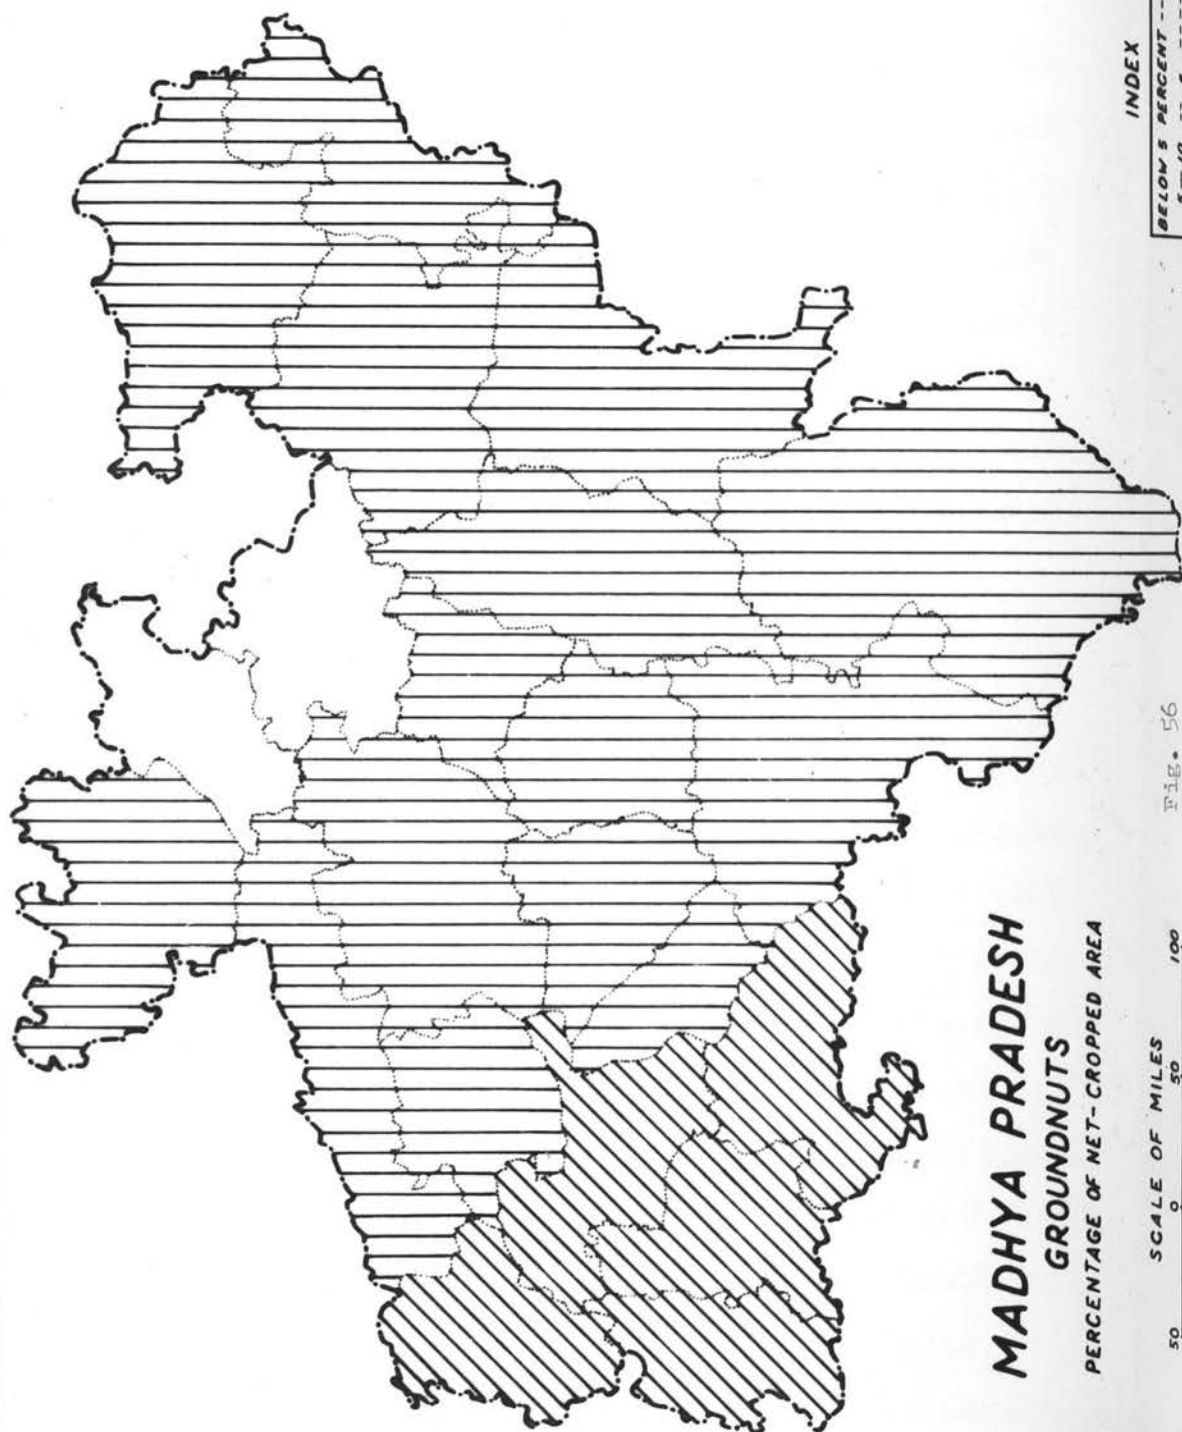 MADHYA PRADESH
GROUNDNUTS
PERCENTAGE OF NET-CROPPED AREA
SCALE OF MILES
50 0 50 100
Fig. 56
INDEX
BELOW 5 PERCENT --